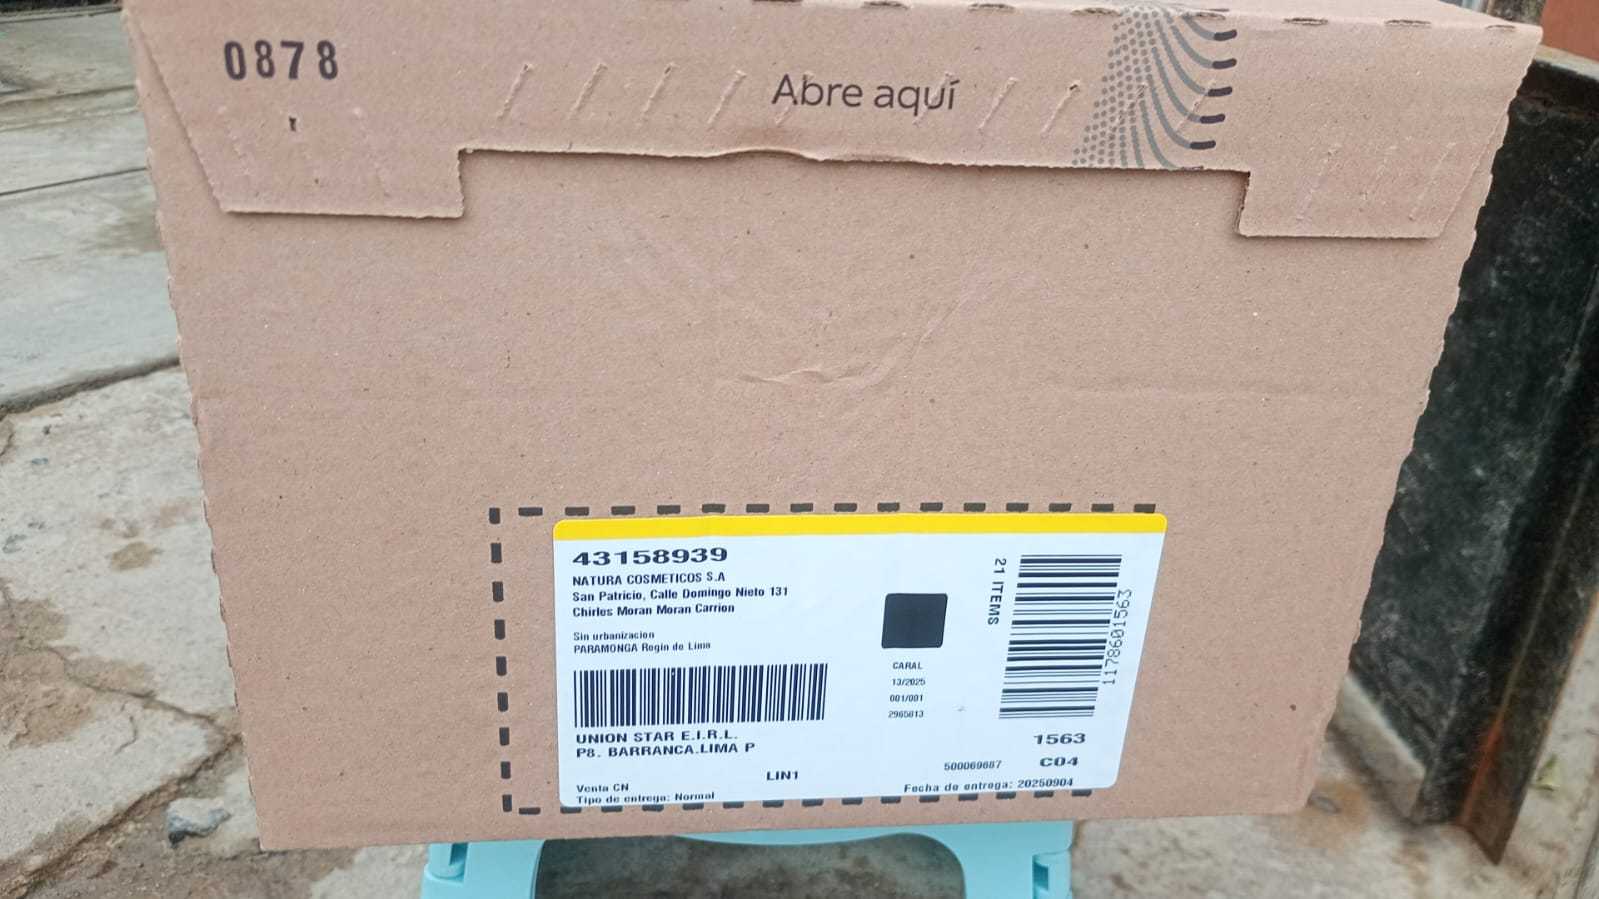 0878
Abre aquí
43158939
NATURA COSMETICOS S.A
San Patricio, Calle Domingo Nieto 131
Chirles Moran Moran Carrion
Sin urbanizacion
PARAMONGA Rogin de Lima
UNION STAR E.I.R.L.
P8. BARRANCA.LIMA P
LIN1
Venta CN
Tipo de entrega: Normal
CARAL
13/2025
001/001
2965813
21 ITEMS
1178601563
1563
500069687
C04
Fecha de entrega: 20250904